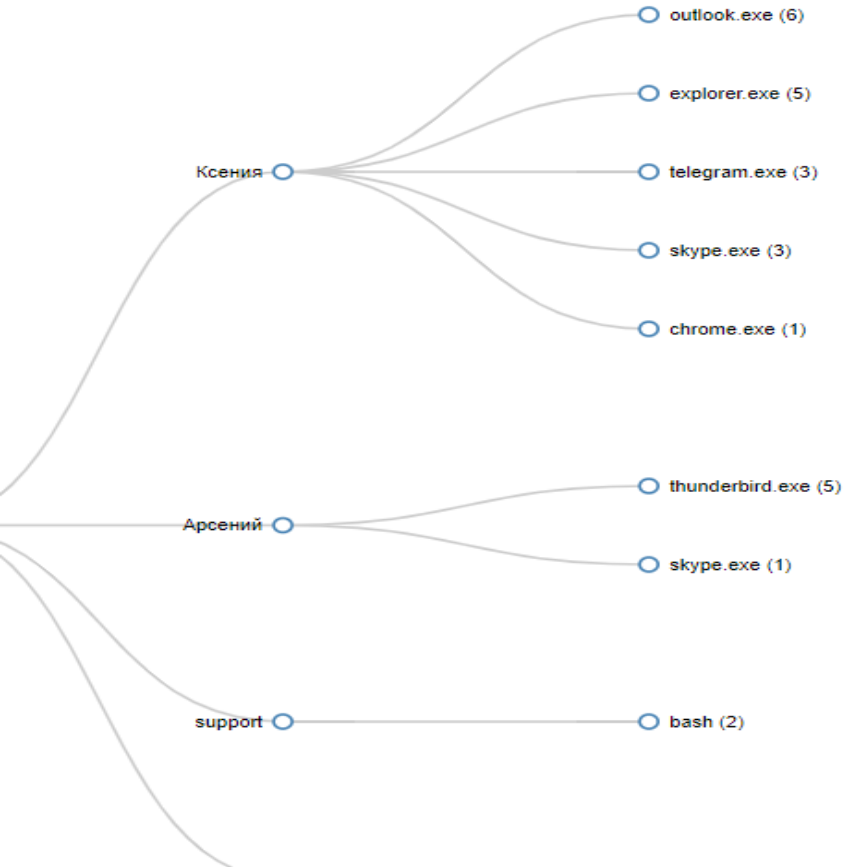 outlook.exe (6)
explorer.exe (5)
Ксения
telegram.exe (3)
skype.exe (3)
chrome.exe (1)
thunderbird.exe (5)
Арсений
skype.exe (1)
support
bash (2)